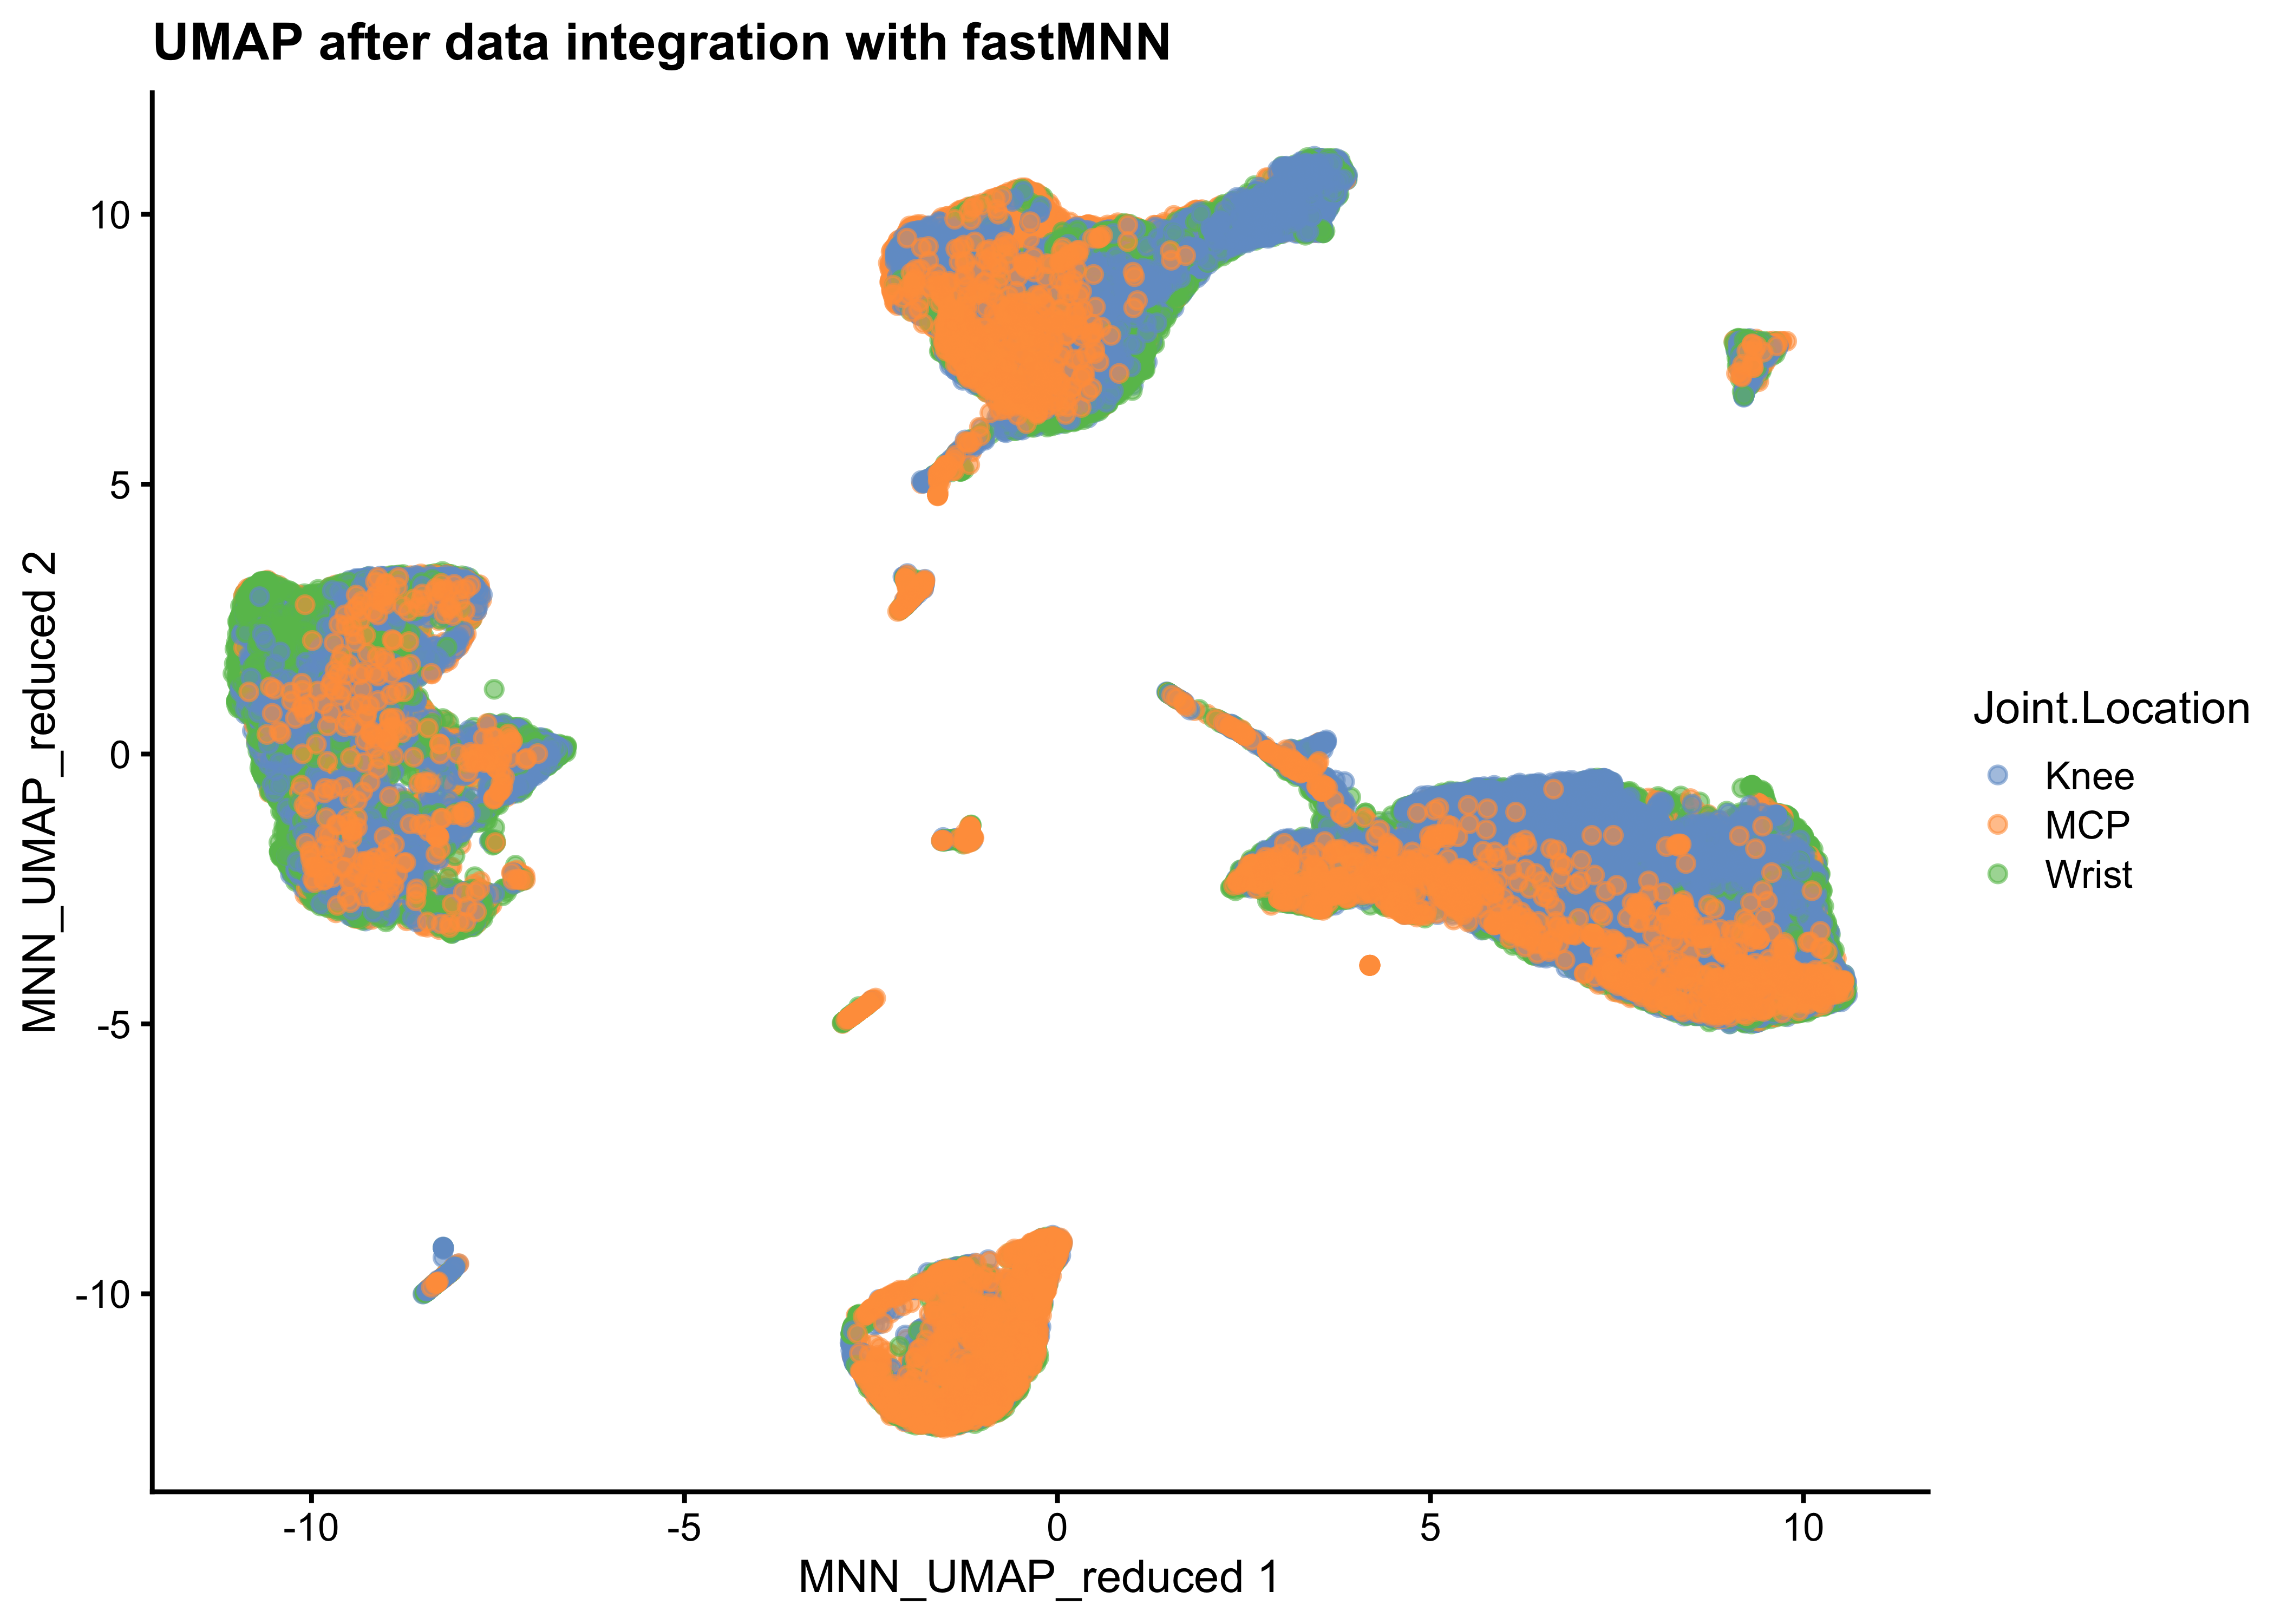 UMAP after data integration with fastMNN
MNN_UMAP_reduced 2
10
5
0
-5
-10
-10
-5
0
5
10
MNN_UMAP_reduced 1
Joint.Location
Knee
MCP
Wrist